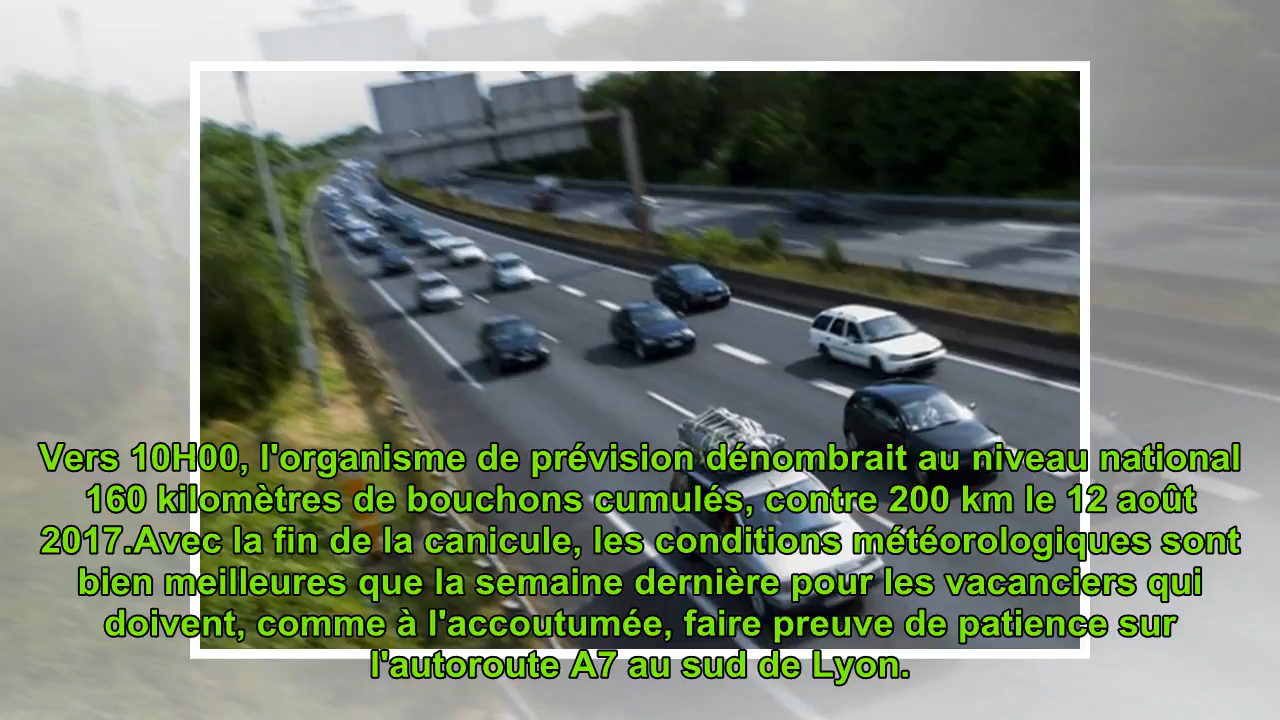 Vers 10H00, l'organisme de prévision dénombrait au niveau national
160 kilomètres de bouchons cumulés, contre 200 km le 12 août
2017.Avec la fin de la canicule, les conditions météorologiques sont
bien meilleures que la semaine dernière pour les vacanciers qui
doivent, comme à l'accoutumée, faire preuve de patience sur
l'autoroute A7 au sud de Lyon.